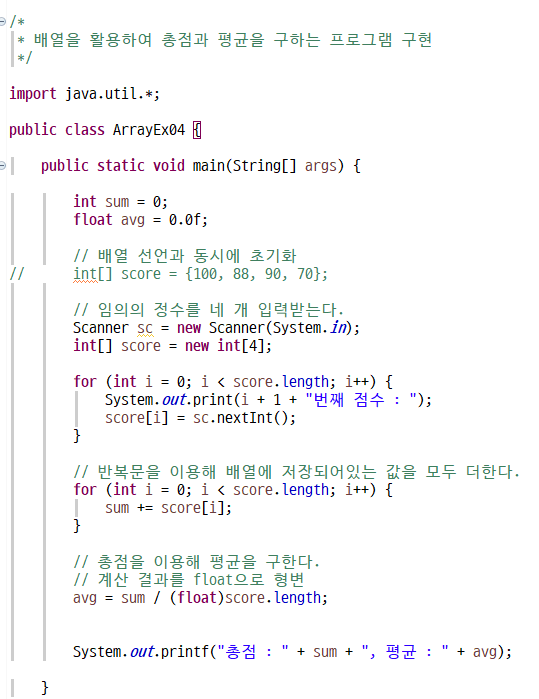 /*
 * 배열을 활용하여 총점과 평균을 구하는 프로그램 구현
 */
import java.util.*;
public class ArrayEx04 {
    public static void main(String[] args) {
        int sum = 0;
        float avg = 0.0f;
        // 배열 선언과 동시에 초기화
//      int[] score = {100, 88, 90, 70};
        // 임의의 정수를 네 개 입력받는다.
        Scanner sc = new Scanner(System.in);
        int[] score = new int[4];
        for (int i = 0; i < score.length; i++) {
            System.out.print(i + 1 + "번째 점수 : ");
            score[i] = sc.nextInt();
        }
        // 반복문을 이용해 배열에 저장되어있는 값을 모두 더한다.
        for (int i = 0; i < score.length; i++) {
            sum += score[i];
        }
        // 총점을 이용해 평균을 구한다.
        // 계산 결과를 float으로 형변
        avg = sum / (float)score.length;
        System.out.printf("총점 : " + sum + ", 평균 : " + avg);
    }